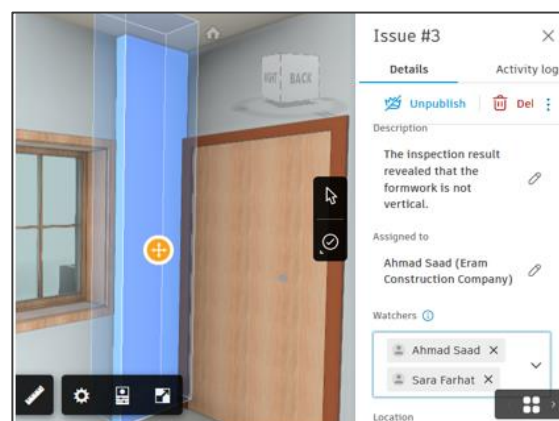 Issue #3
Details
Activity log
Unpublish
Del
Description
The inspection result
revealed that the
formwork is not
vertical.
Assigned to
Ahmad Saad (Eram
Construction Company)
Watchers
Ahmad Saad
Sara Farhat
Location
BACK